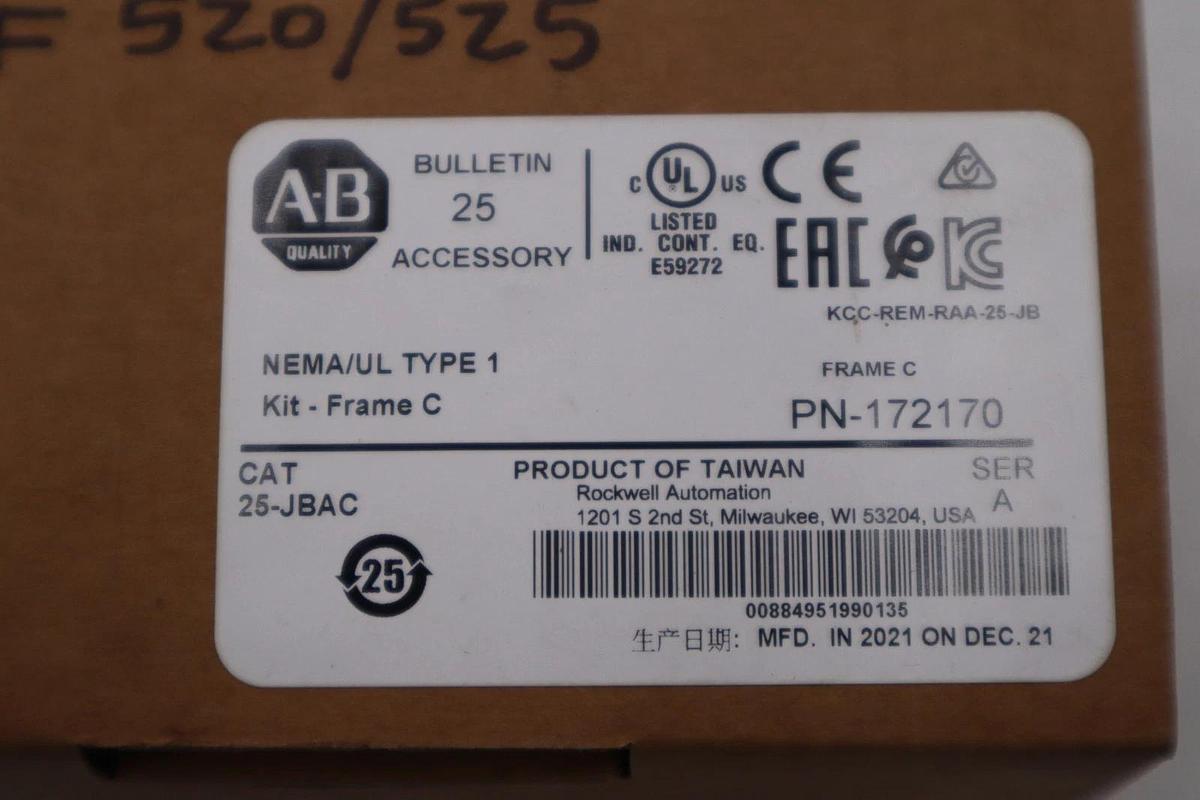 F 520/525
A-B
QUALITY
BULLETIN
25
ACCESSORY
C UL US
LISTED
IND. CONT. EQ.
E59272
CE
EAC
KC
KCC-REM-RAA-25-JB
NEMA/UL TYPE 1
Kit - Frame C
FRAME C
PN-172170
CAT
25-JBAC
PRODUCT OF TAIWAN
Rockwell Automation
1201 S 2nd St, Milwaukee, WI 53204, USA
SER
A
25
00884951990135
生产日期: MFD. IN 2021 ON DEC. 21